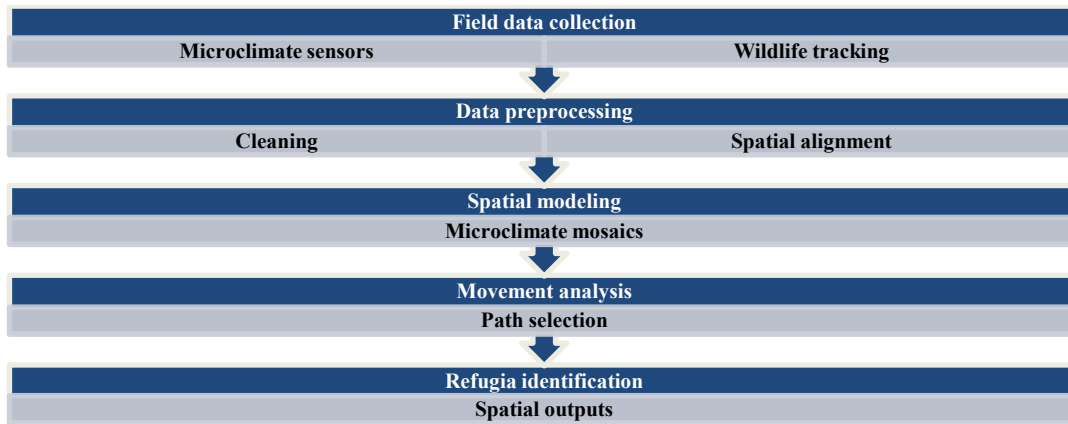 Field data collection
Microclimate sensors Wildlife tracking
Data preprocessing
Cleaning Spatial alignment
Spatial modeling
Microclimate mosaics
Movement analysis
Path selection
Refugia identification
Spatial outputs